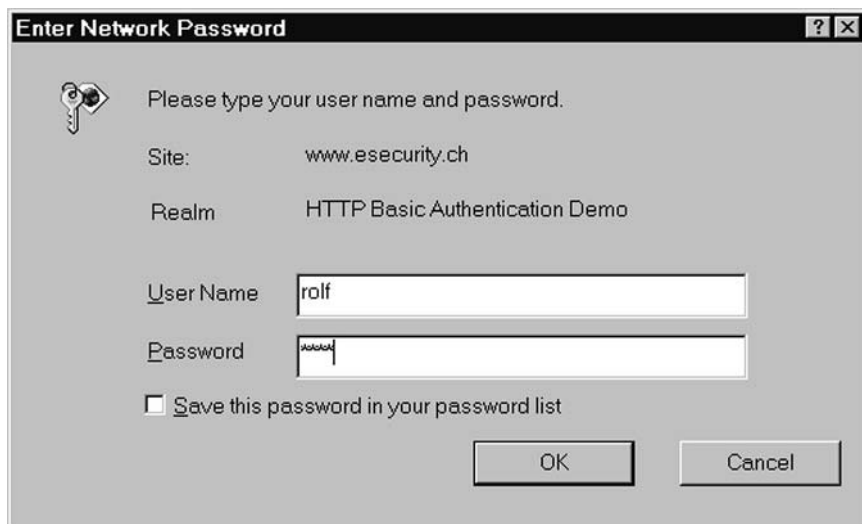 Enter Network Password
Please type your user name and password.
Site: www.esecurity.ch
Realm HTTP Basic Authentication Demo
User Name rolf
Password *****
Save this password in your password list
OK Cancel